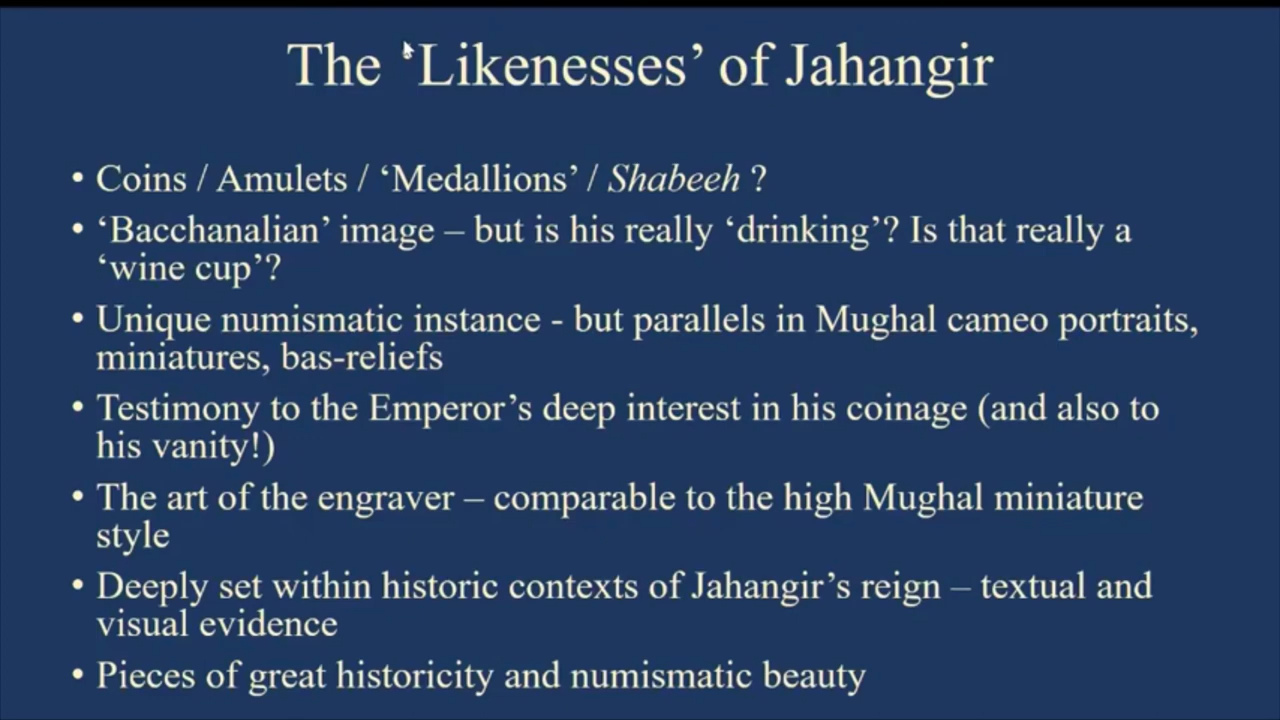 The ‘Likenesses’ of Jahangir
• Coins / Amulets / ‘Medallions’ / Shabeeh ?
• ‘Bacchanalian’ image – but is his really ‘drinking’? Is that really a
‘wine cup’?
• Unique numismatic instance - but parallels in Mughal cameo portraits,
miniatures, bas-reliefs
• Testimony to the Emperor’s deep interest in his coinage (and also to
his vanity!)
• The art of the engraver – comparable to the high Mughal miniature
style
• Deeply set within historic contexts of Jahangir’s reign – textual and
visual evidence
• Pieces of great historicity and numismatic beauty